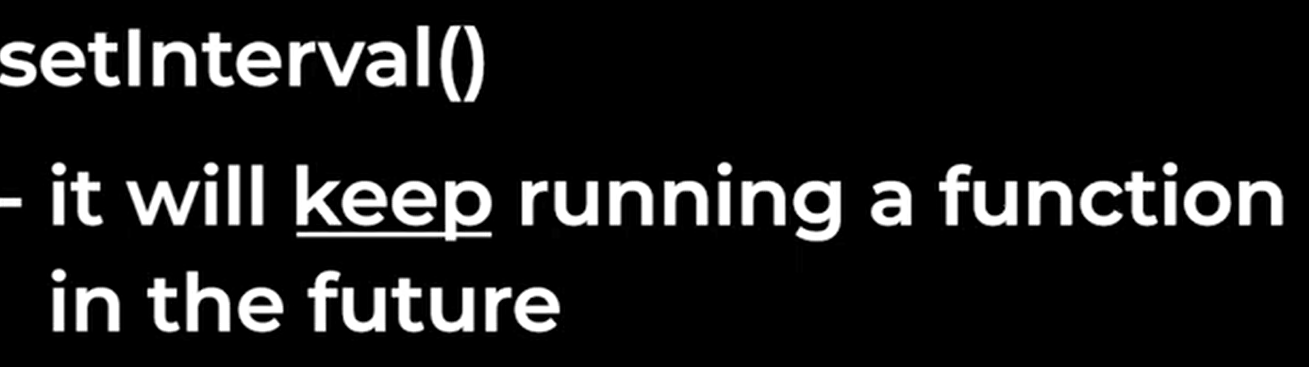 setInterval()
- it will keep running a function
in the future